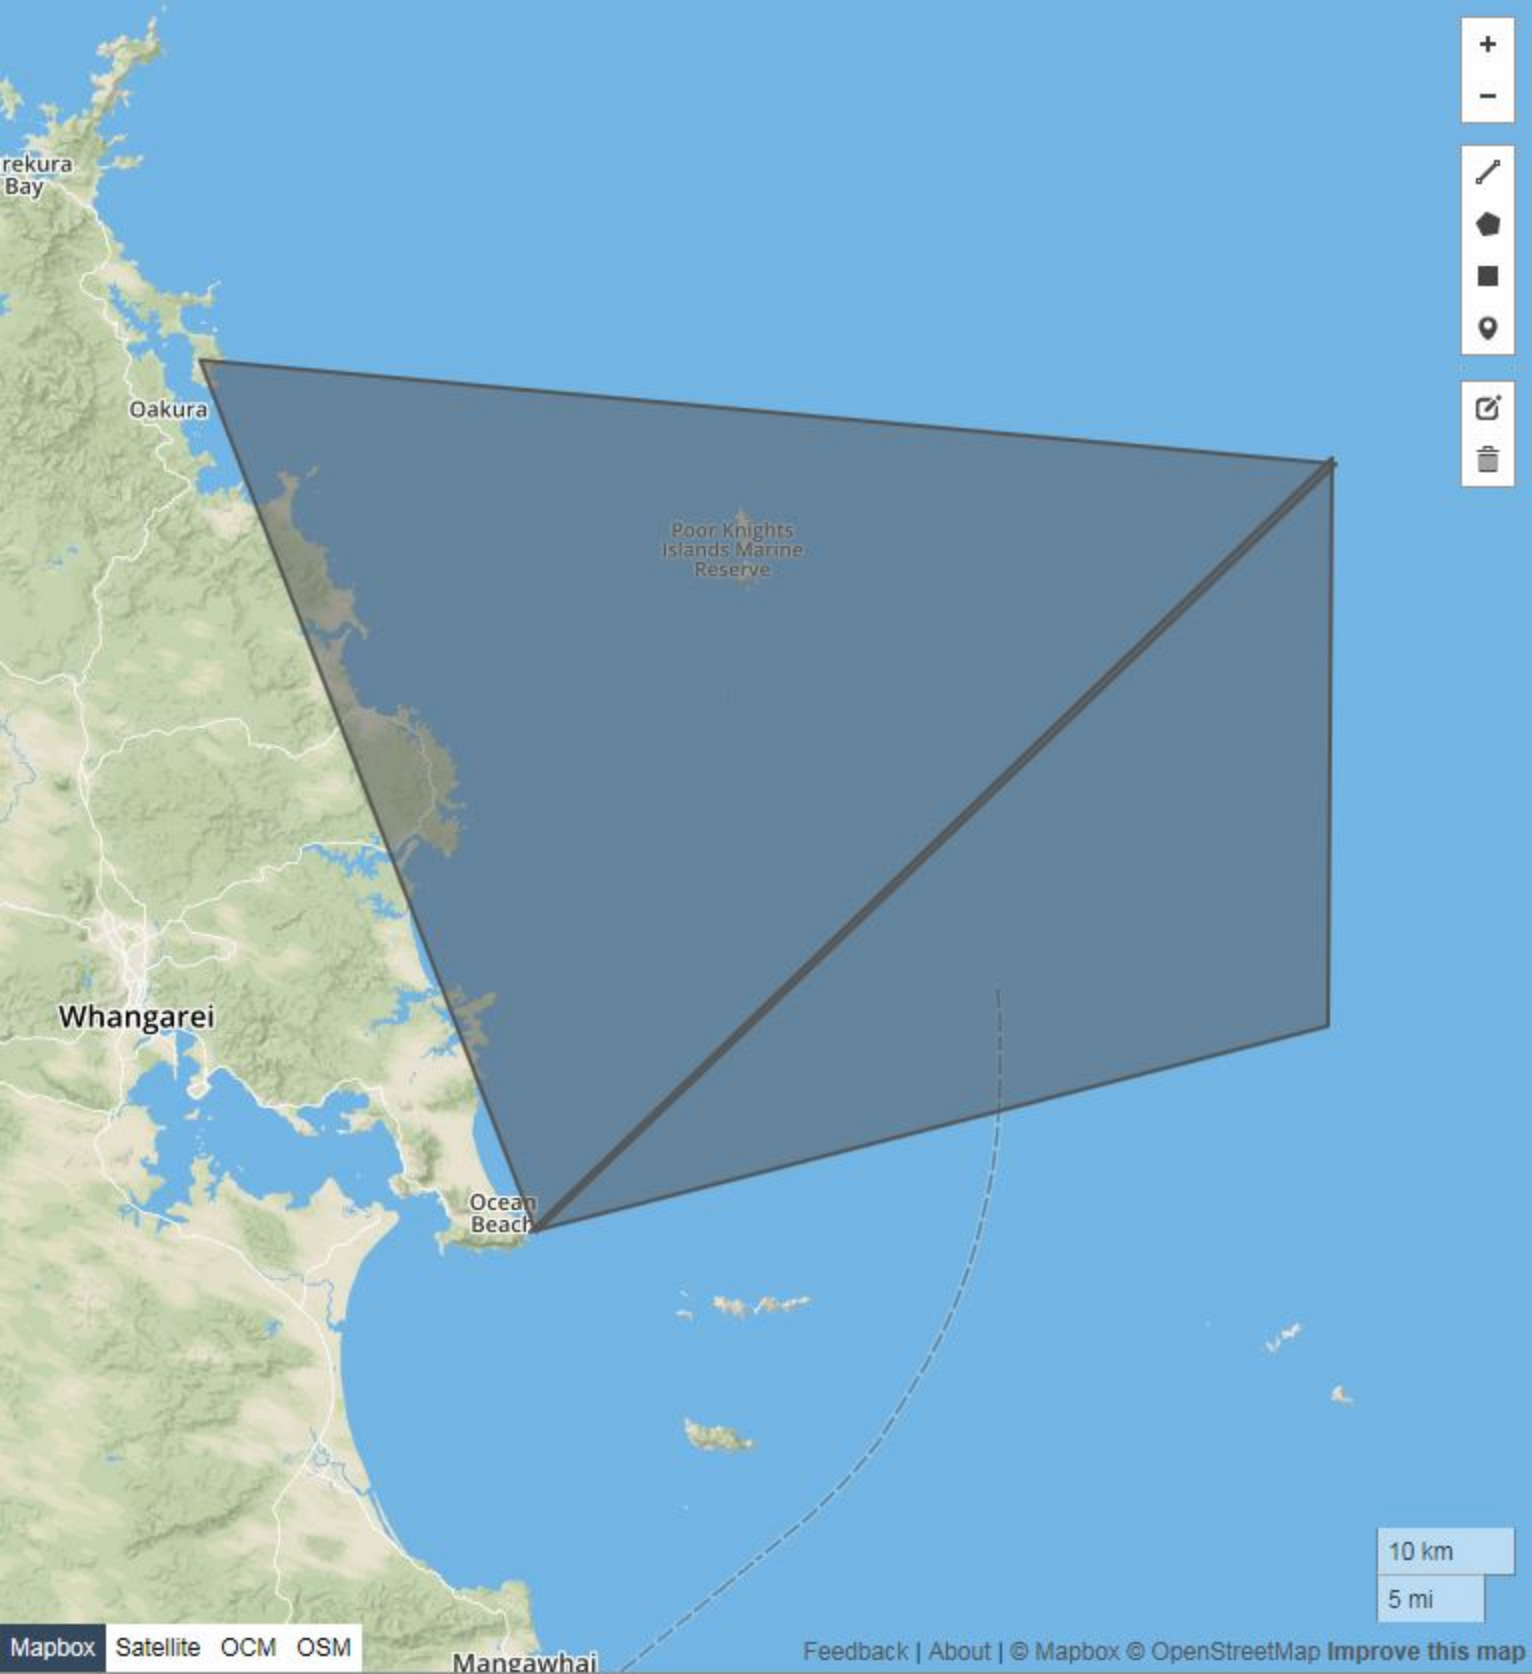 +
−
rekura
Bay
Oakura
Poor Knights
Islands Marine
Reserve
Whangarei
Ocean
Beach
10 km
5 mi
Mapbox Satellite OCM OSM
Mangawhai
Feedback | About | © Mapbox © OpenStreetMap Improve this map